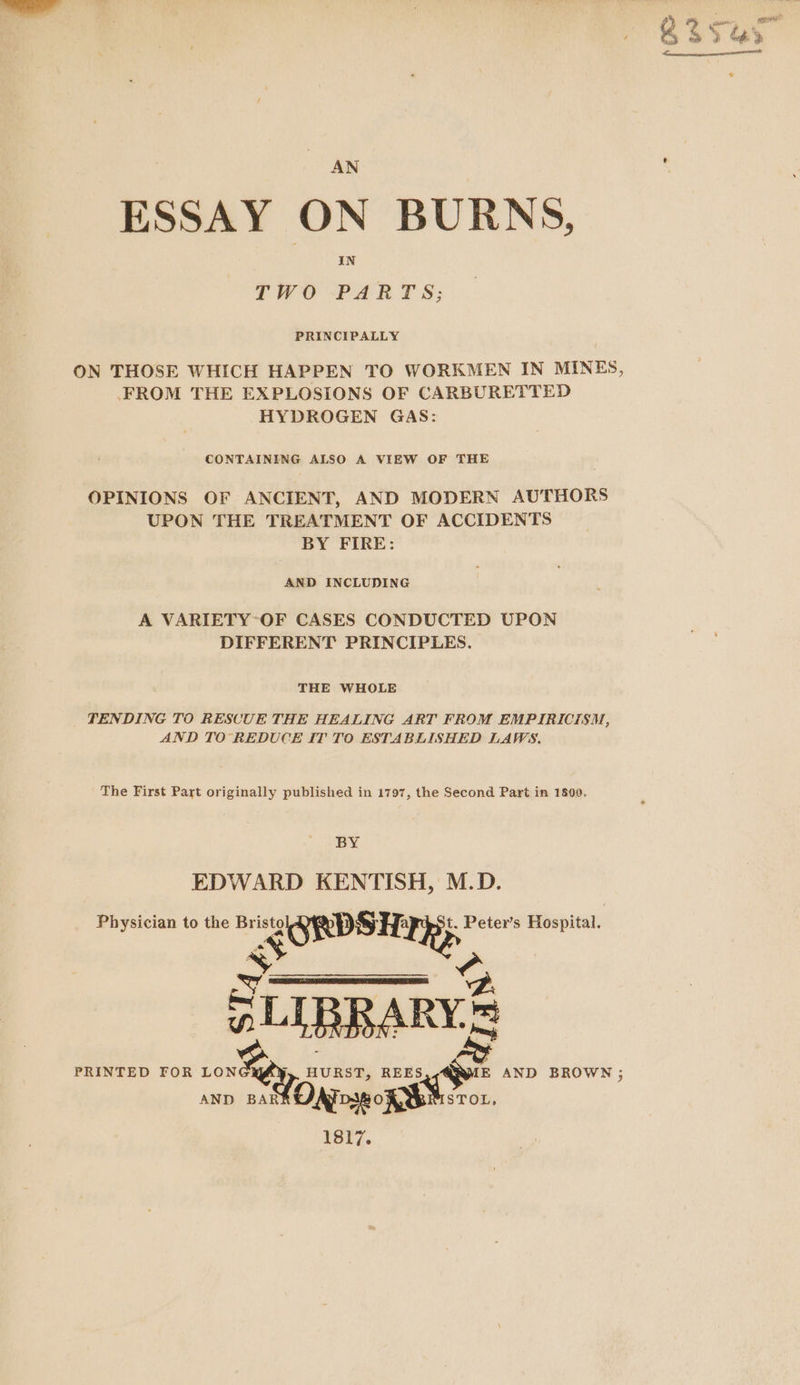 82545
AN
ESSAY ON BURNS,
IN
TWO PARTS;
PRINCIPALLY
ON THOSE WHICH HAPPEN TO WORKMEN IN MINES,
FROM THE EXPLOSIONS OF CARBURETTED
HYDROGEN GAS:
CONTAINING ALSO A VIEW OF THE
OPINIONS OF ANCIENT, AND MODERN AUTHORS
UPON THE TREATMENT OF ACCIDENTS
BY FIRE:
AND INCLUDING
A VARIETY OF CASES CONDUCTED UPON
DIFFERENT PRINCIPLES.
THE WHOLE
TENDING TO RESCUE THE HEALING ART FROM EMPIRICISM,
AND TO REDUCE IT TO ESTABLISHED LAWS.
The First Part originally published in 1797, the Second Part in 1800.
BY
EDWARD KENTISH, M.D.
Physician to the Bristol St. Peter's Hospital.
LIBRARY.
LONDON:
PRINTED FOR HURST, REES, AND BROWN;
AND
1817.